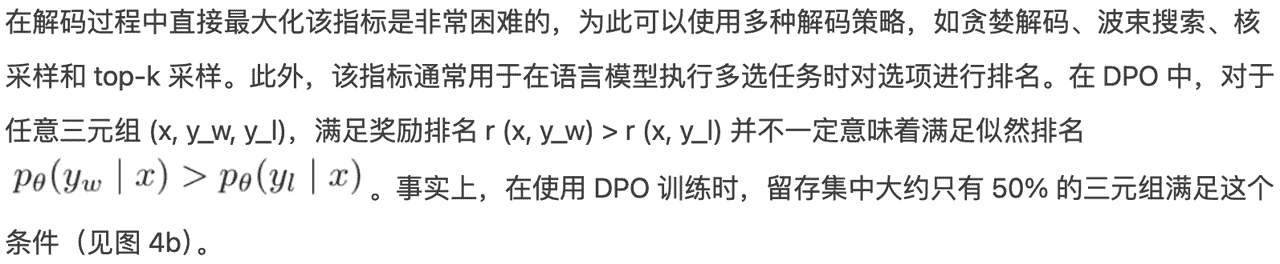 在解码过程中直接最大化该指标是非常困难的，为此可以使用多种解码策略，如贪婪解码、波束搜索、核
采样和 top-k 采样。此外，该指标通常用于在语言模型执行多选任务时对选项进行排名。在 DPO 中，对于
任意三元组 (x, y_w, y_l)，满足奖励排名 r (x, y_w) > r (x, y_l) 并不一定意味着满足似然排名
p_θ(y_w | x) > p_θ(y_l | x) 。事实上，在使用 DPO 训练时，留存集中大约只有 50% 的三元组满足这个
条件（见图 4b）。